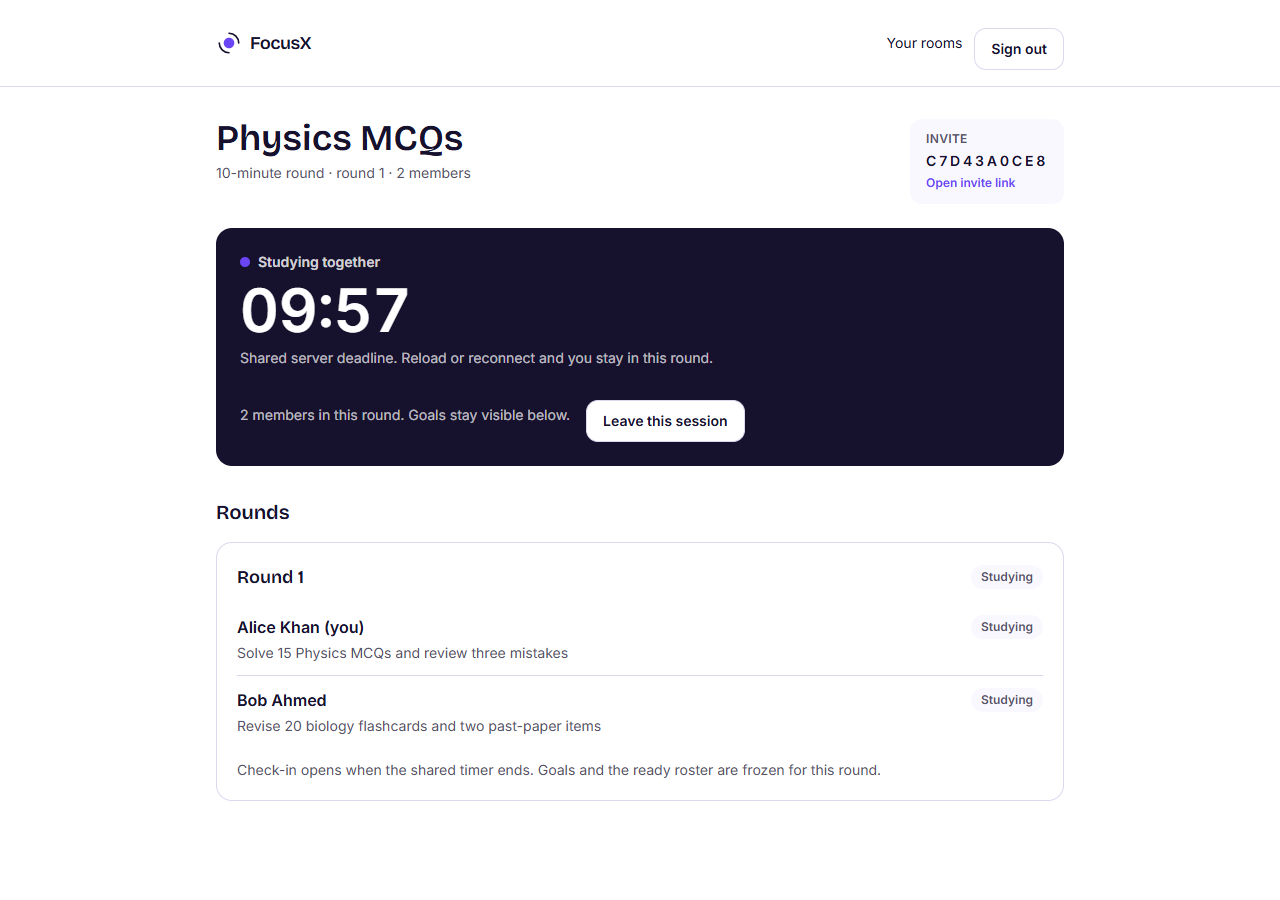 FocusX
Your rooms
Sign out
Physics MCQs
10-minute round · round 1 · 2 members
INVITE
C7D43A0CE8
Open invite link
Studying together
09:57
Shared server deadline. Reload or reconnect and you stay in this round.
2 members in this round. Goals stay visible below.
Leave this session
Rounds
Round 1
Studying
Alice Khan (you)
Studying
Solve 15 Physics MCQs and review three mistakes
Bob Ahmed
Studying
Revise 20 biology flashcards and two past-paper items
Check-in opens when the shared timer ends. Goals and the ready roster are frozen for this round.